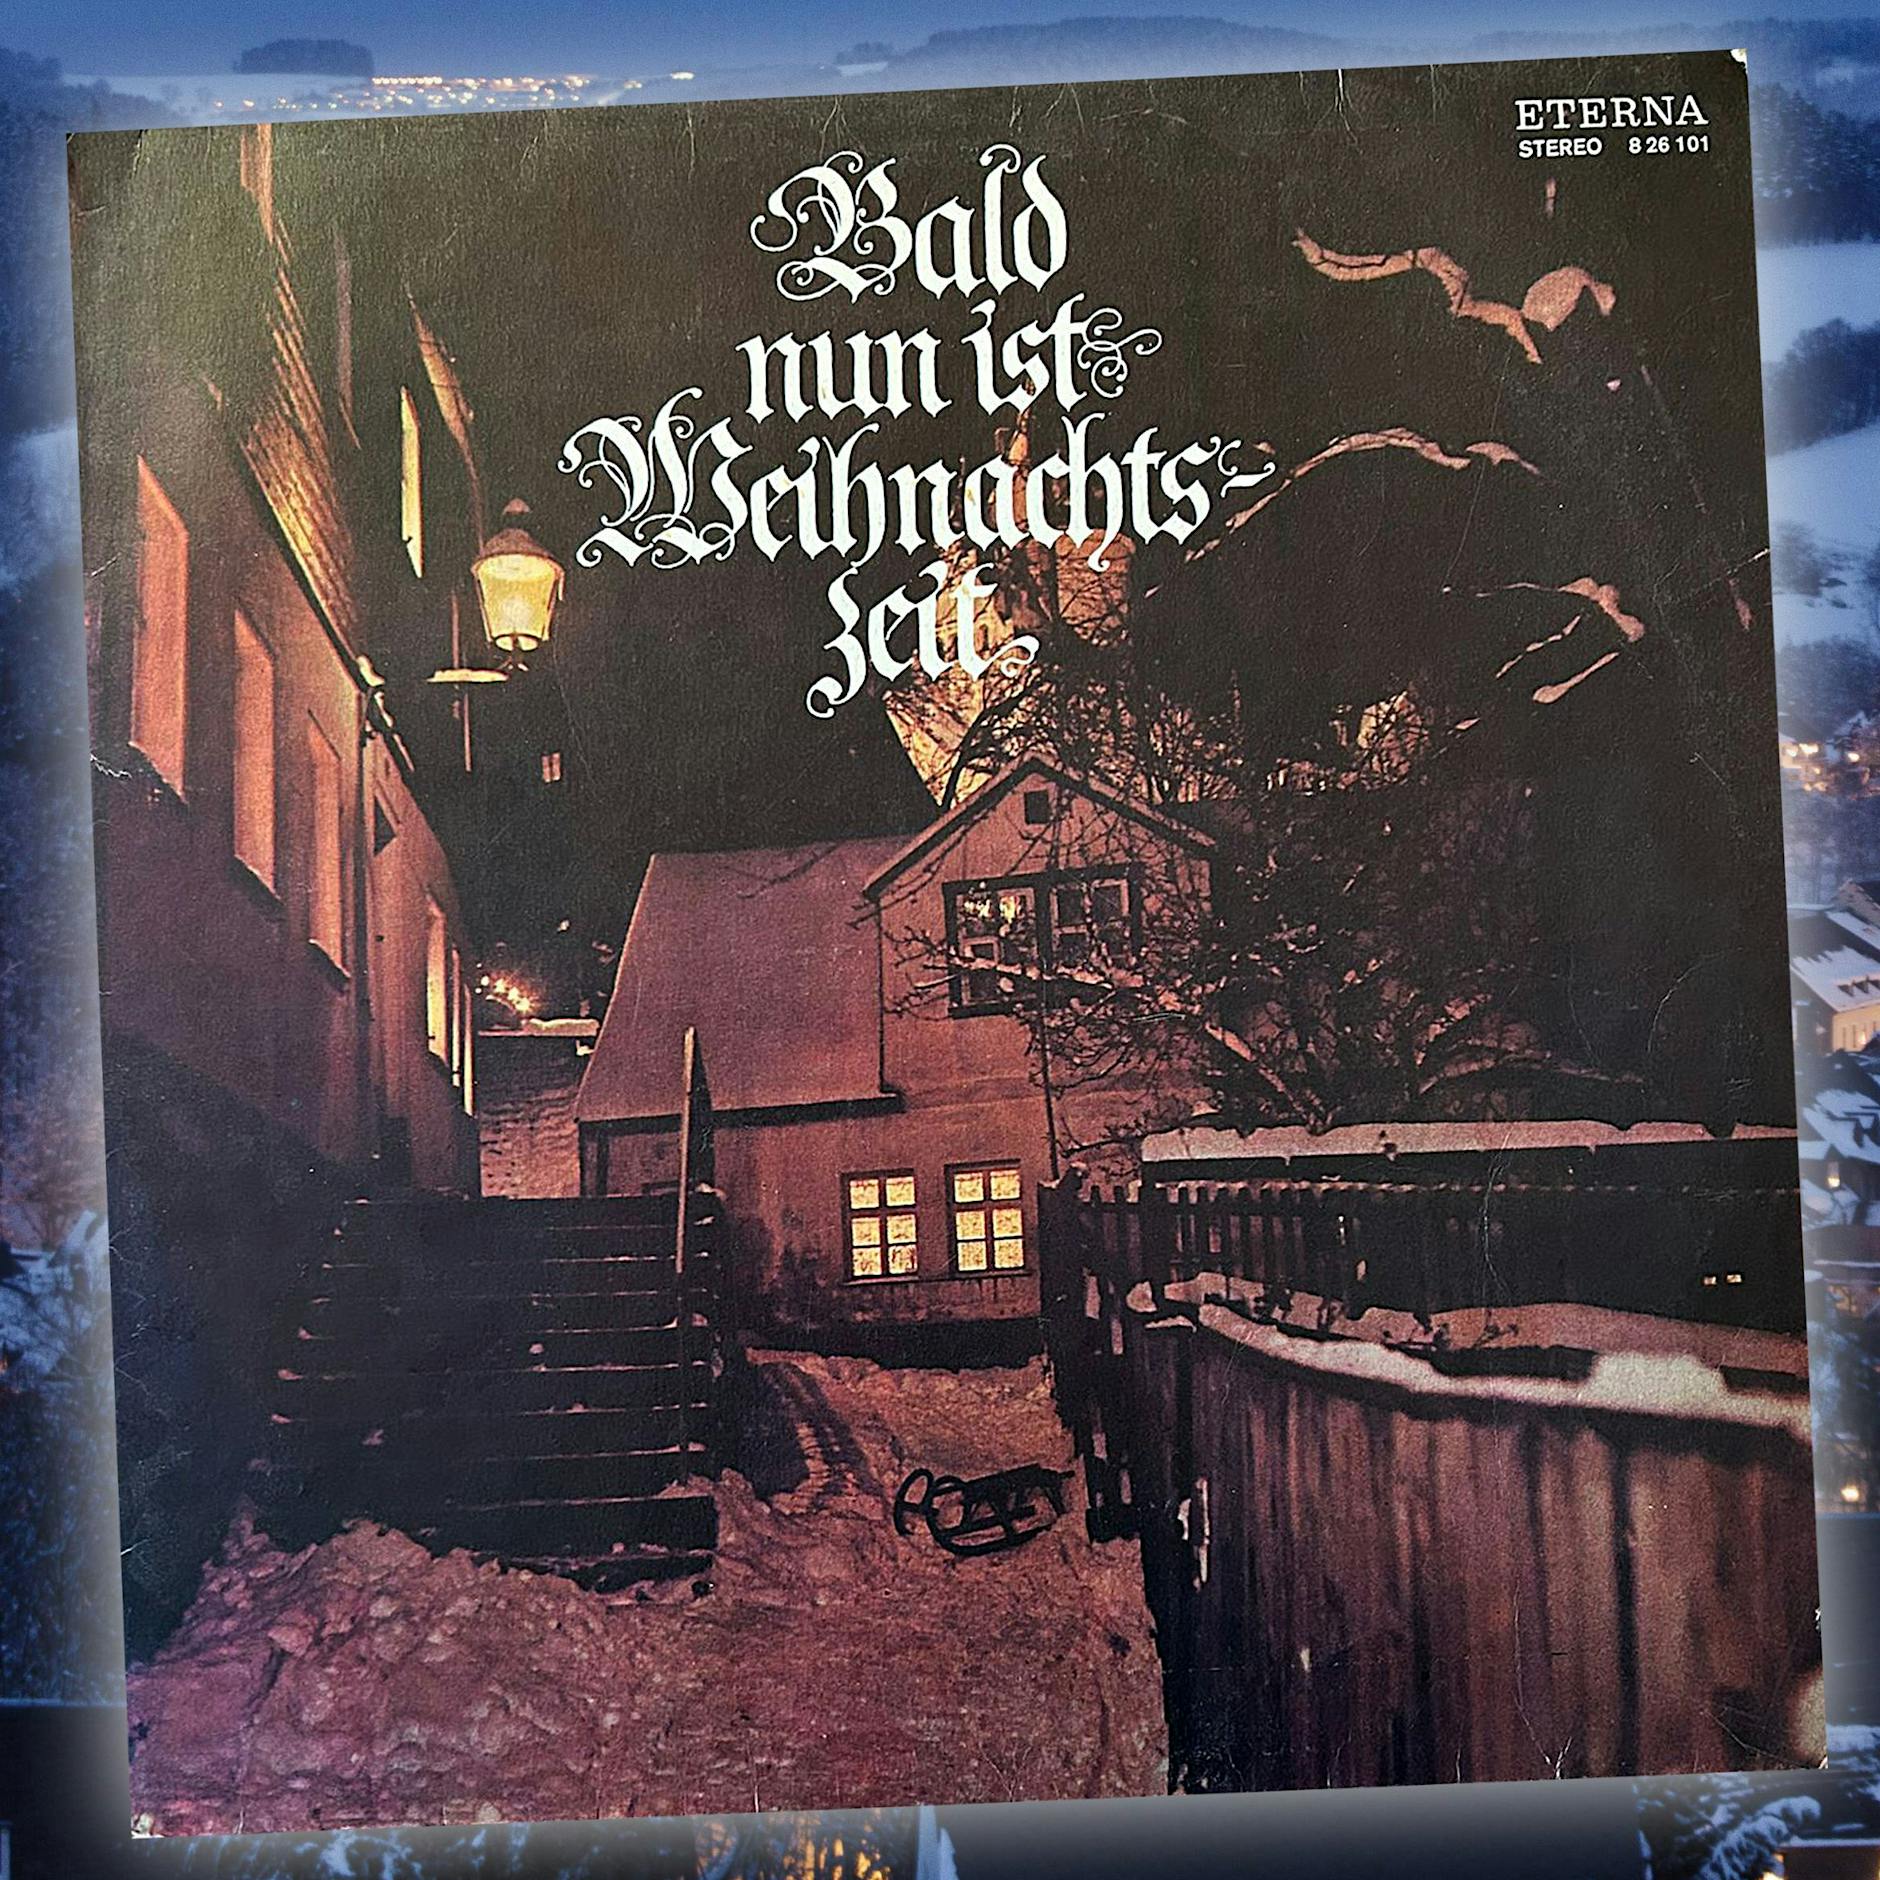 ETERNA
STEREO 8 26 101
Bald
nun ist
Weihnachts-
zeit